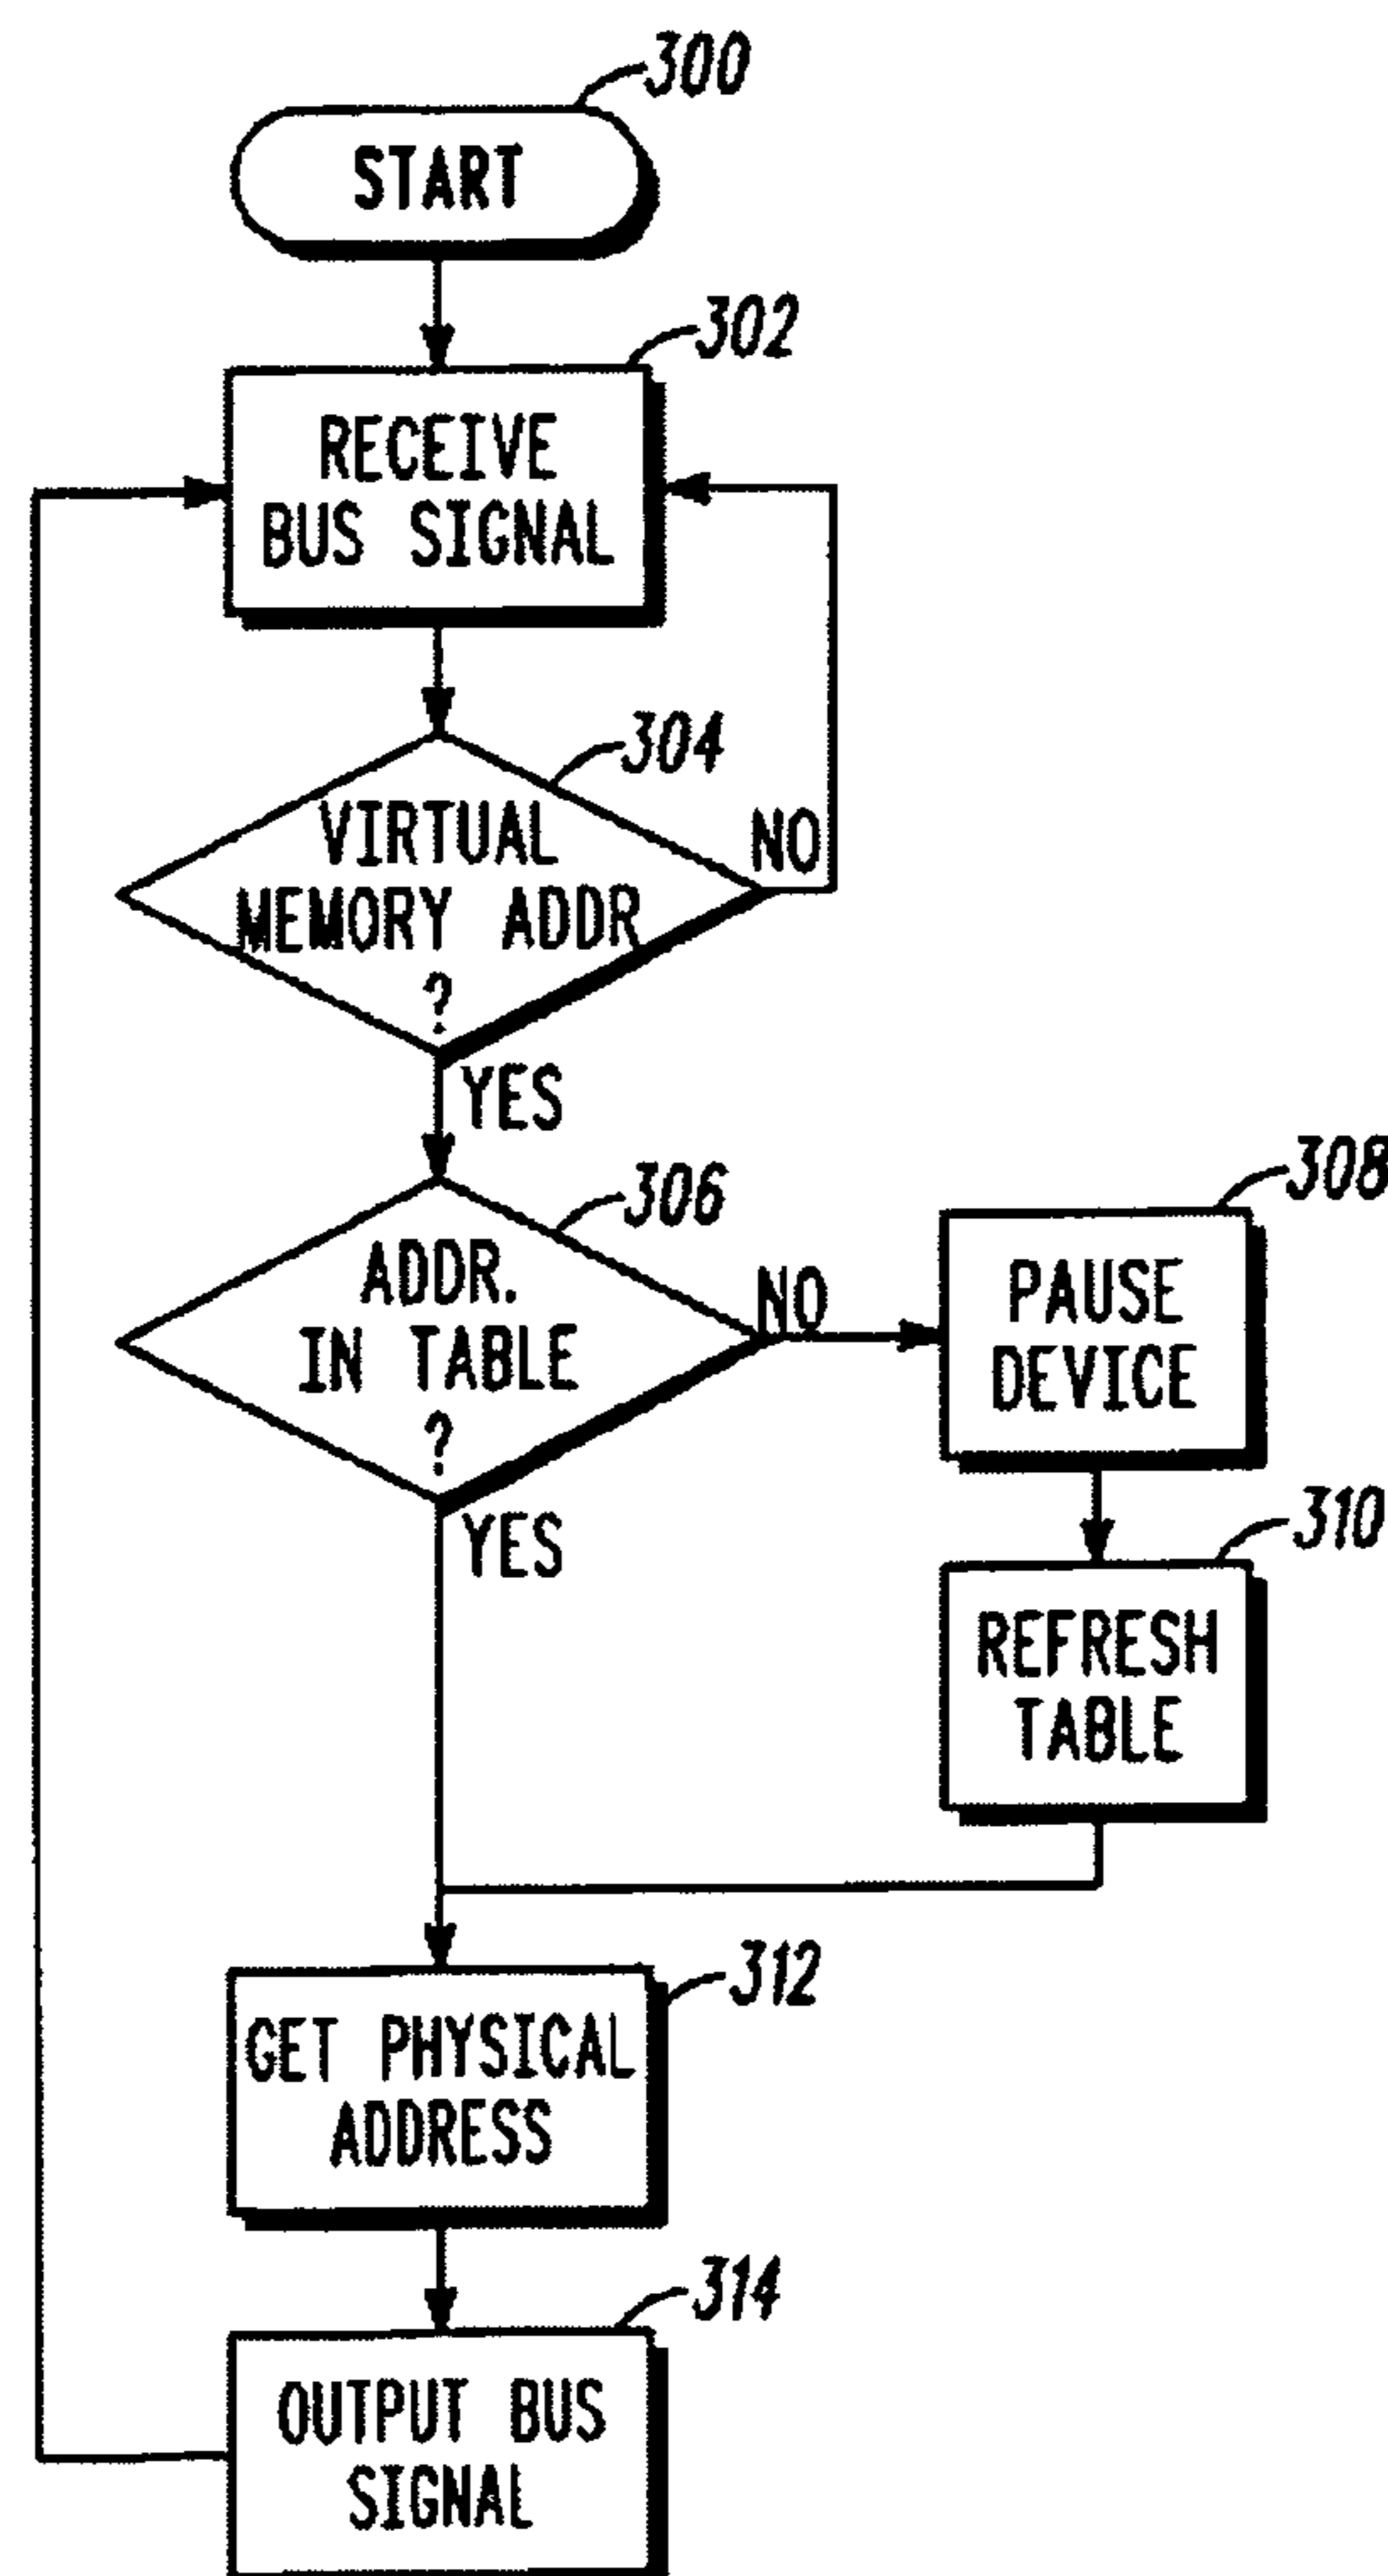 300
START
302
RECEIVE
BUS SIGNAL
304
VIRTUAL
MEMORY ADDR
?
NO
YES
306
ADDR.
IN TABLE
?
NO
YES
308
PAUSE
DEVICE
310
REFRESH
TABLE
312
GET PHYSICAL
ADDRESS
314
OUTPUT BUS
SIGNAL